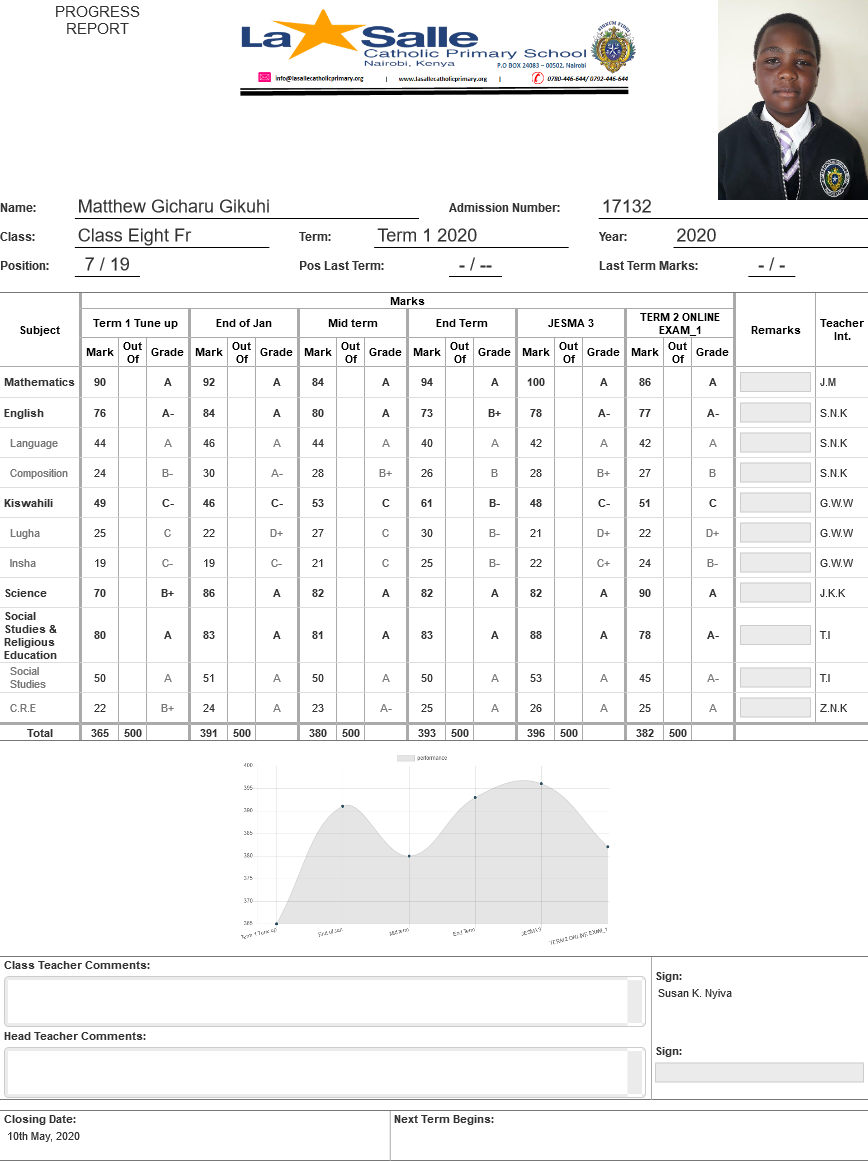 PROGRESS
REPORT
La Salle
Catholic Primary School
Nairobi, Kenya
P.O BOX 24083 – 00502, Nairobi
info@lasallecatholicprimary.org | www.lasallecatholicprimary.org | 0780-446-644/ 0792-446-644
Name: Matthew Gicharu Gikuhi Admission Number: 17132
Class: Class Eight Fr Term: Term 1 2020 Year: 2020
Position: 7 / 19 Pos Last Term: - / -- Last Term Marks: - / -
Marks
Subject Term 1 Tune up End of Jan Mid term End Term JESMA 3 TERM 2 ONLINE EXAM_1 Remarks Teacher Int.
Mark Out Of Grade Mark Out Of Grade Mark Out Of Grade Mark Out Of Grade Mark Out Of Grade Mark Out Of Grade
Mathematics 90 A 92 A 84 A 94 A 100 A 86 A J.M
English 76 A- 84 A 80 A 73 B+ 78 A- 77 A- S.N.K
Language 44 A 46 A 44 A 40 A 42 A 42 A S.N.K
Composition 24 B- 30 A- 28 B+ 26 B 28 B+ 27 B S.N.K
Kiswahili 49 C- 46 C- 53 C 61 B- 48 C- 51 C G.W.W
Lugha 25 C 22 D+ 27 C 30 B- 21 D+ 22 D+ G.W.W
Insha 19 C- 19 C- 21 C 25 B- 22 C+ 24 B- G.W.W
Science 70 B+ 86 A 82 A 82 A 82 A 90 A J.K.K
Social
Studies &
Religious
Education 80 A 83 A 81 A 83 A 88 A 78 A- T.I
Social
Studies 50 A 51 A 50 A 50 A 53 A 45 A- T.I
C.R.E 22 B+ 24 A 23 A- 25 A 26 A 25 A Z.N.K
Total 365 500 391 500 380 500 393 500 396 500 382 500
performance
400
395
390
385
380
375
370
365
Term 1 Tune up End of Jan Mid term End Term JESMA 3 TERM 2 ONLINE EXAM_1
Class Teacher Comments:
Sign:
Susan K. Nyiva
Head Teacher Comments:
Sign:
Closing Date: Next Term Begins:
10th May, 2020